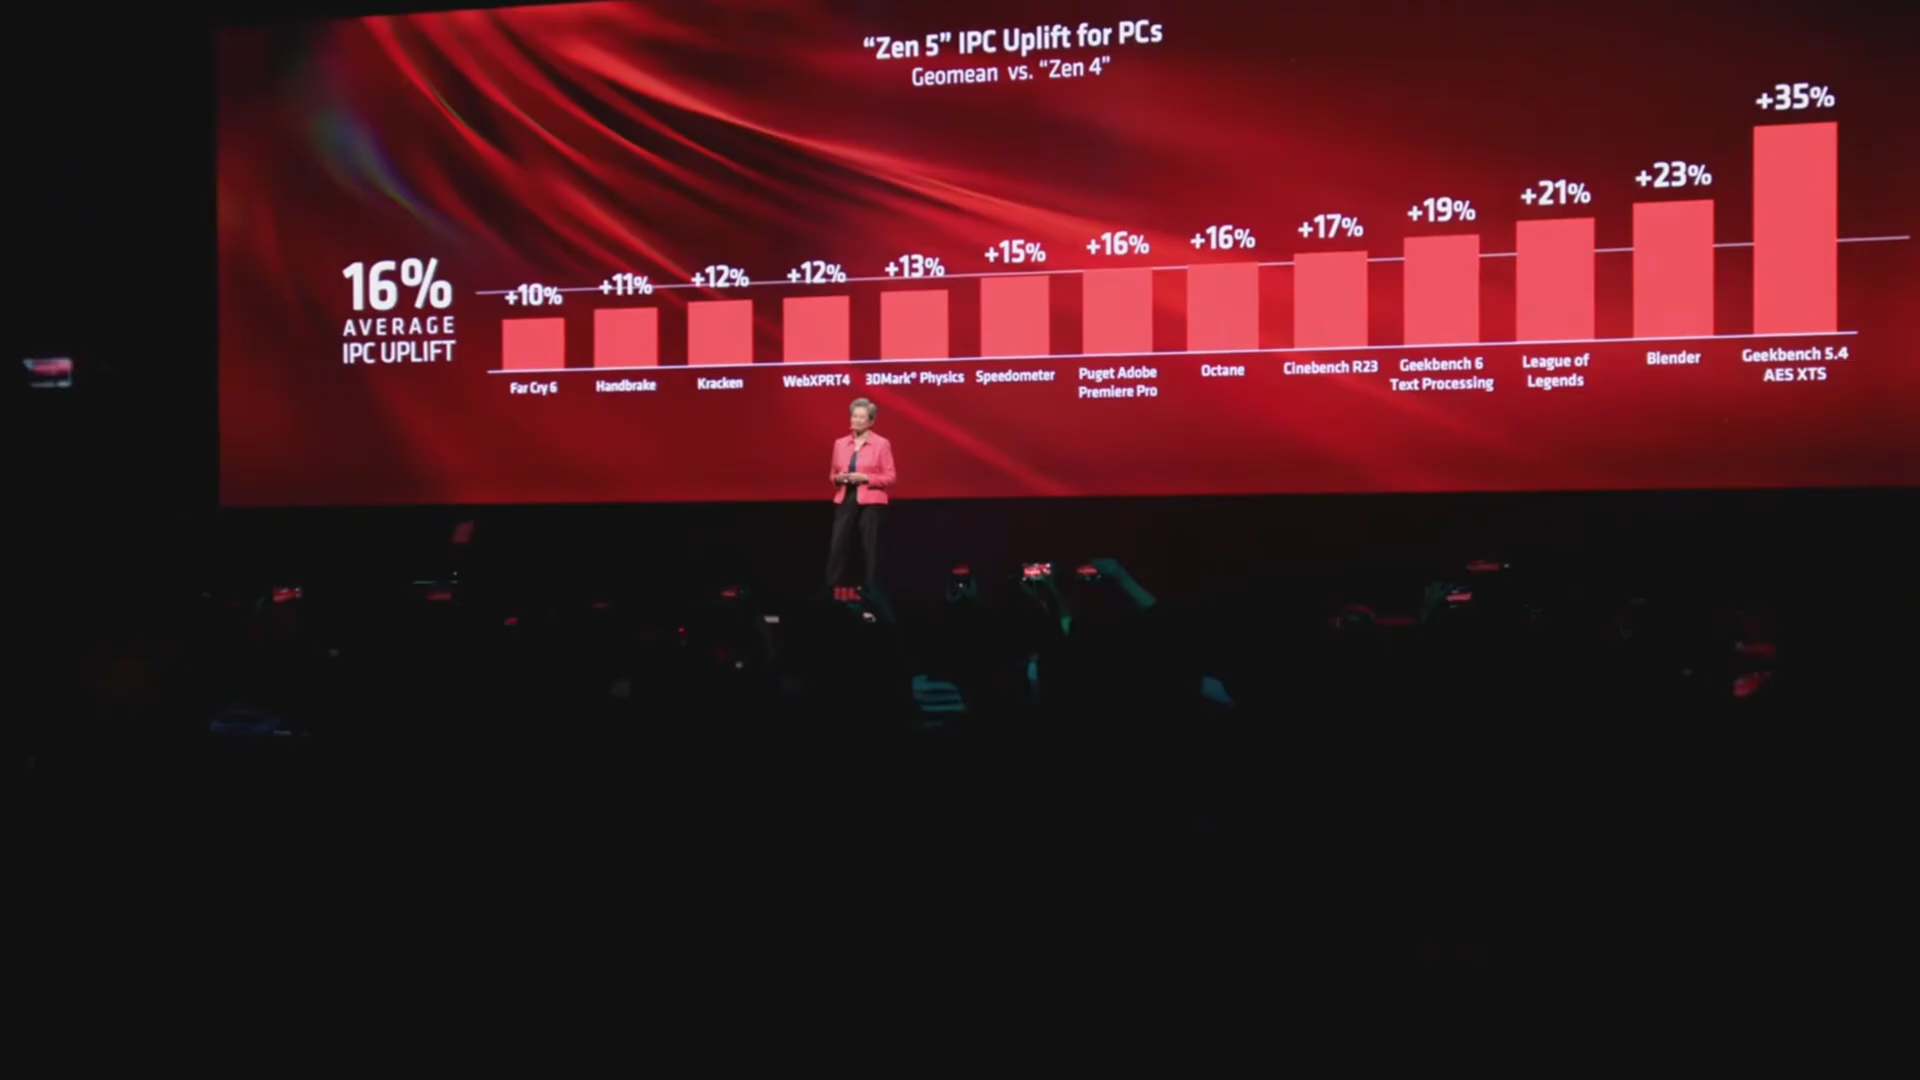 “Zen 5” IPC Uplift for PCs
Geomean vs. “Zen 4”
16%
AVERAGE
IPC UPLIFT
+10%
+11%
+12%
+12%
+13%
+15%
+16%
+16%
+17%
+19%
+21%
+23%
+35%
Far Cry 6
Handbrake
Kracken
WebXPRT4
3DMark® Physics
Speedometer
Puget Adobe
Premiere Pro
Octane
Cinebench R23
Geekbench 6
Text Processing
League of
Legends
Blender
Geekbench 5.4
AES XTS